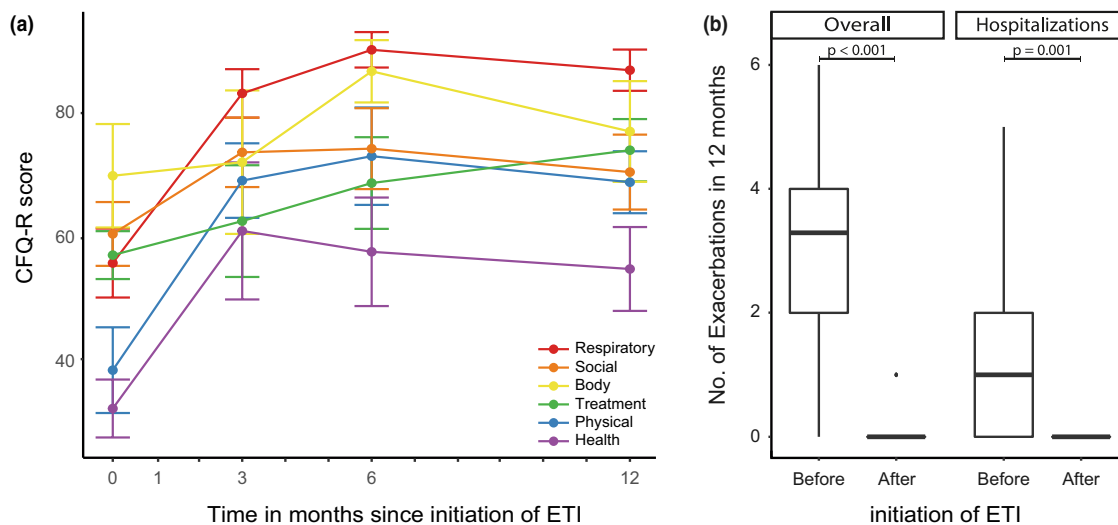 (a)
80
60
40
CFQ-R score
Respiratory
Social
Body
Treatment
Physical
Health
0 1 3 6 12
Time in months since initiation of ETI
(b)
Overall Hospitalizations
p < 0.001 p = 0.001
6
4
2
0
No. of Exacerbations in 12 months
Before After Before After
initiation of ETI